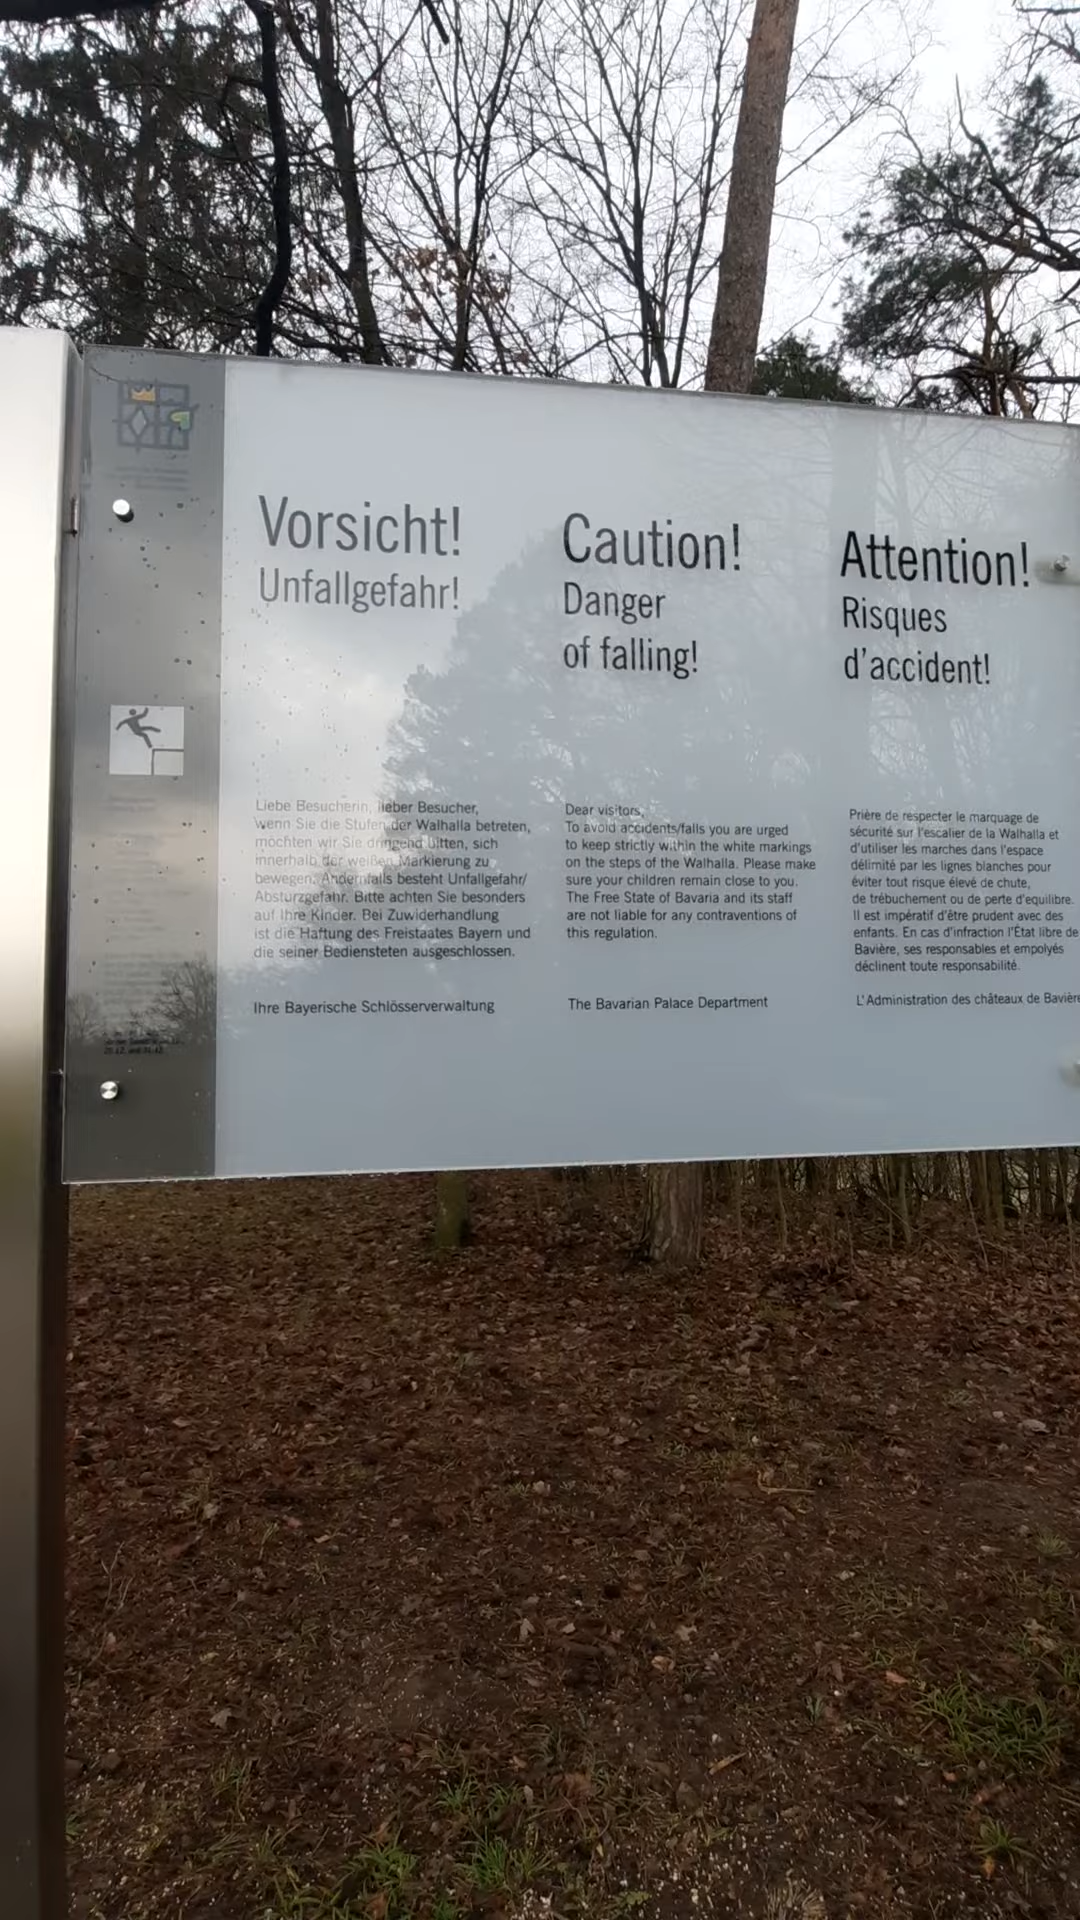 Vorsicht!
Unfallgefahr!
Liebe Besucherin, lieber Besucher,
wenn Sie die Stufen der Walhalla betreten,
möchten wir Sie dringend bitten, sich
innerhalb der weißen Markierung zu
bewegen. Andernfalls besteht Unfallgefahr/
Absturzgefahr. Bitte achten Sie besonders
auf Ihre Kinder. Bei Zuwiderhandlung
ist die Haftung des Freistaates Bayern und
die seiner Bediensteten ausgeschlossen.
Ihre Bayerische Schlösserverwaltung
Caution!
Danger
of falling!
Dear visitors,
To avoid accidents/falls you are urged
to keep strictly within the white markings
on the steps of the Walhalla. Please make
sure your children remain close to you.
The Free State of Bavaria and its staff
are not liable for any contraventions of
this regulation.
The Bavarian Palace Department
Attention!
Risques
d'accident!
Prière de respecter le marquage de
sécurité sur l'escalier de la Walhalla et
d'utiliser les marches dans l'espace
délimité par les lignes blanches pour
éviter tout risque élevé de chute,
de trébuchement ou de perte d'equilibre.
Il est impératif d'être prudent avec des
enfants. En cas d'infraction l'État libre de
Bavière, ses responsables et empolyés
déclinent toute responsabilité.
L'Administration des châteaux de Bavière